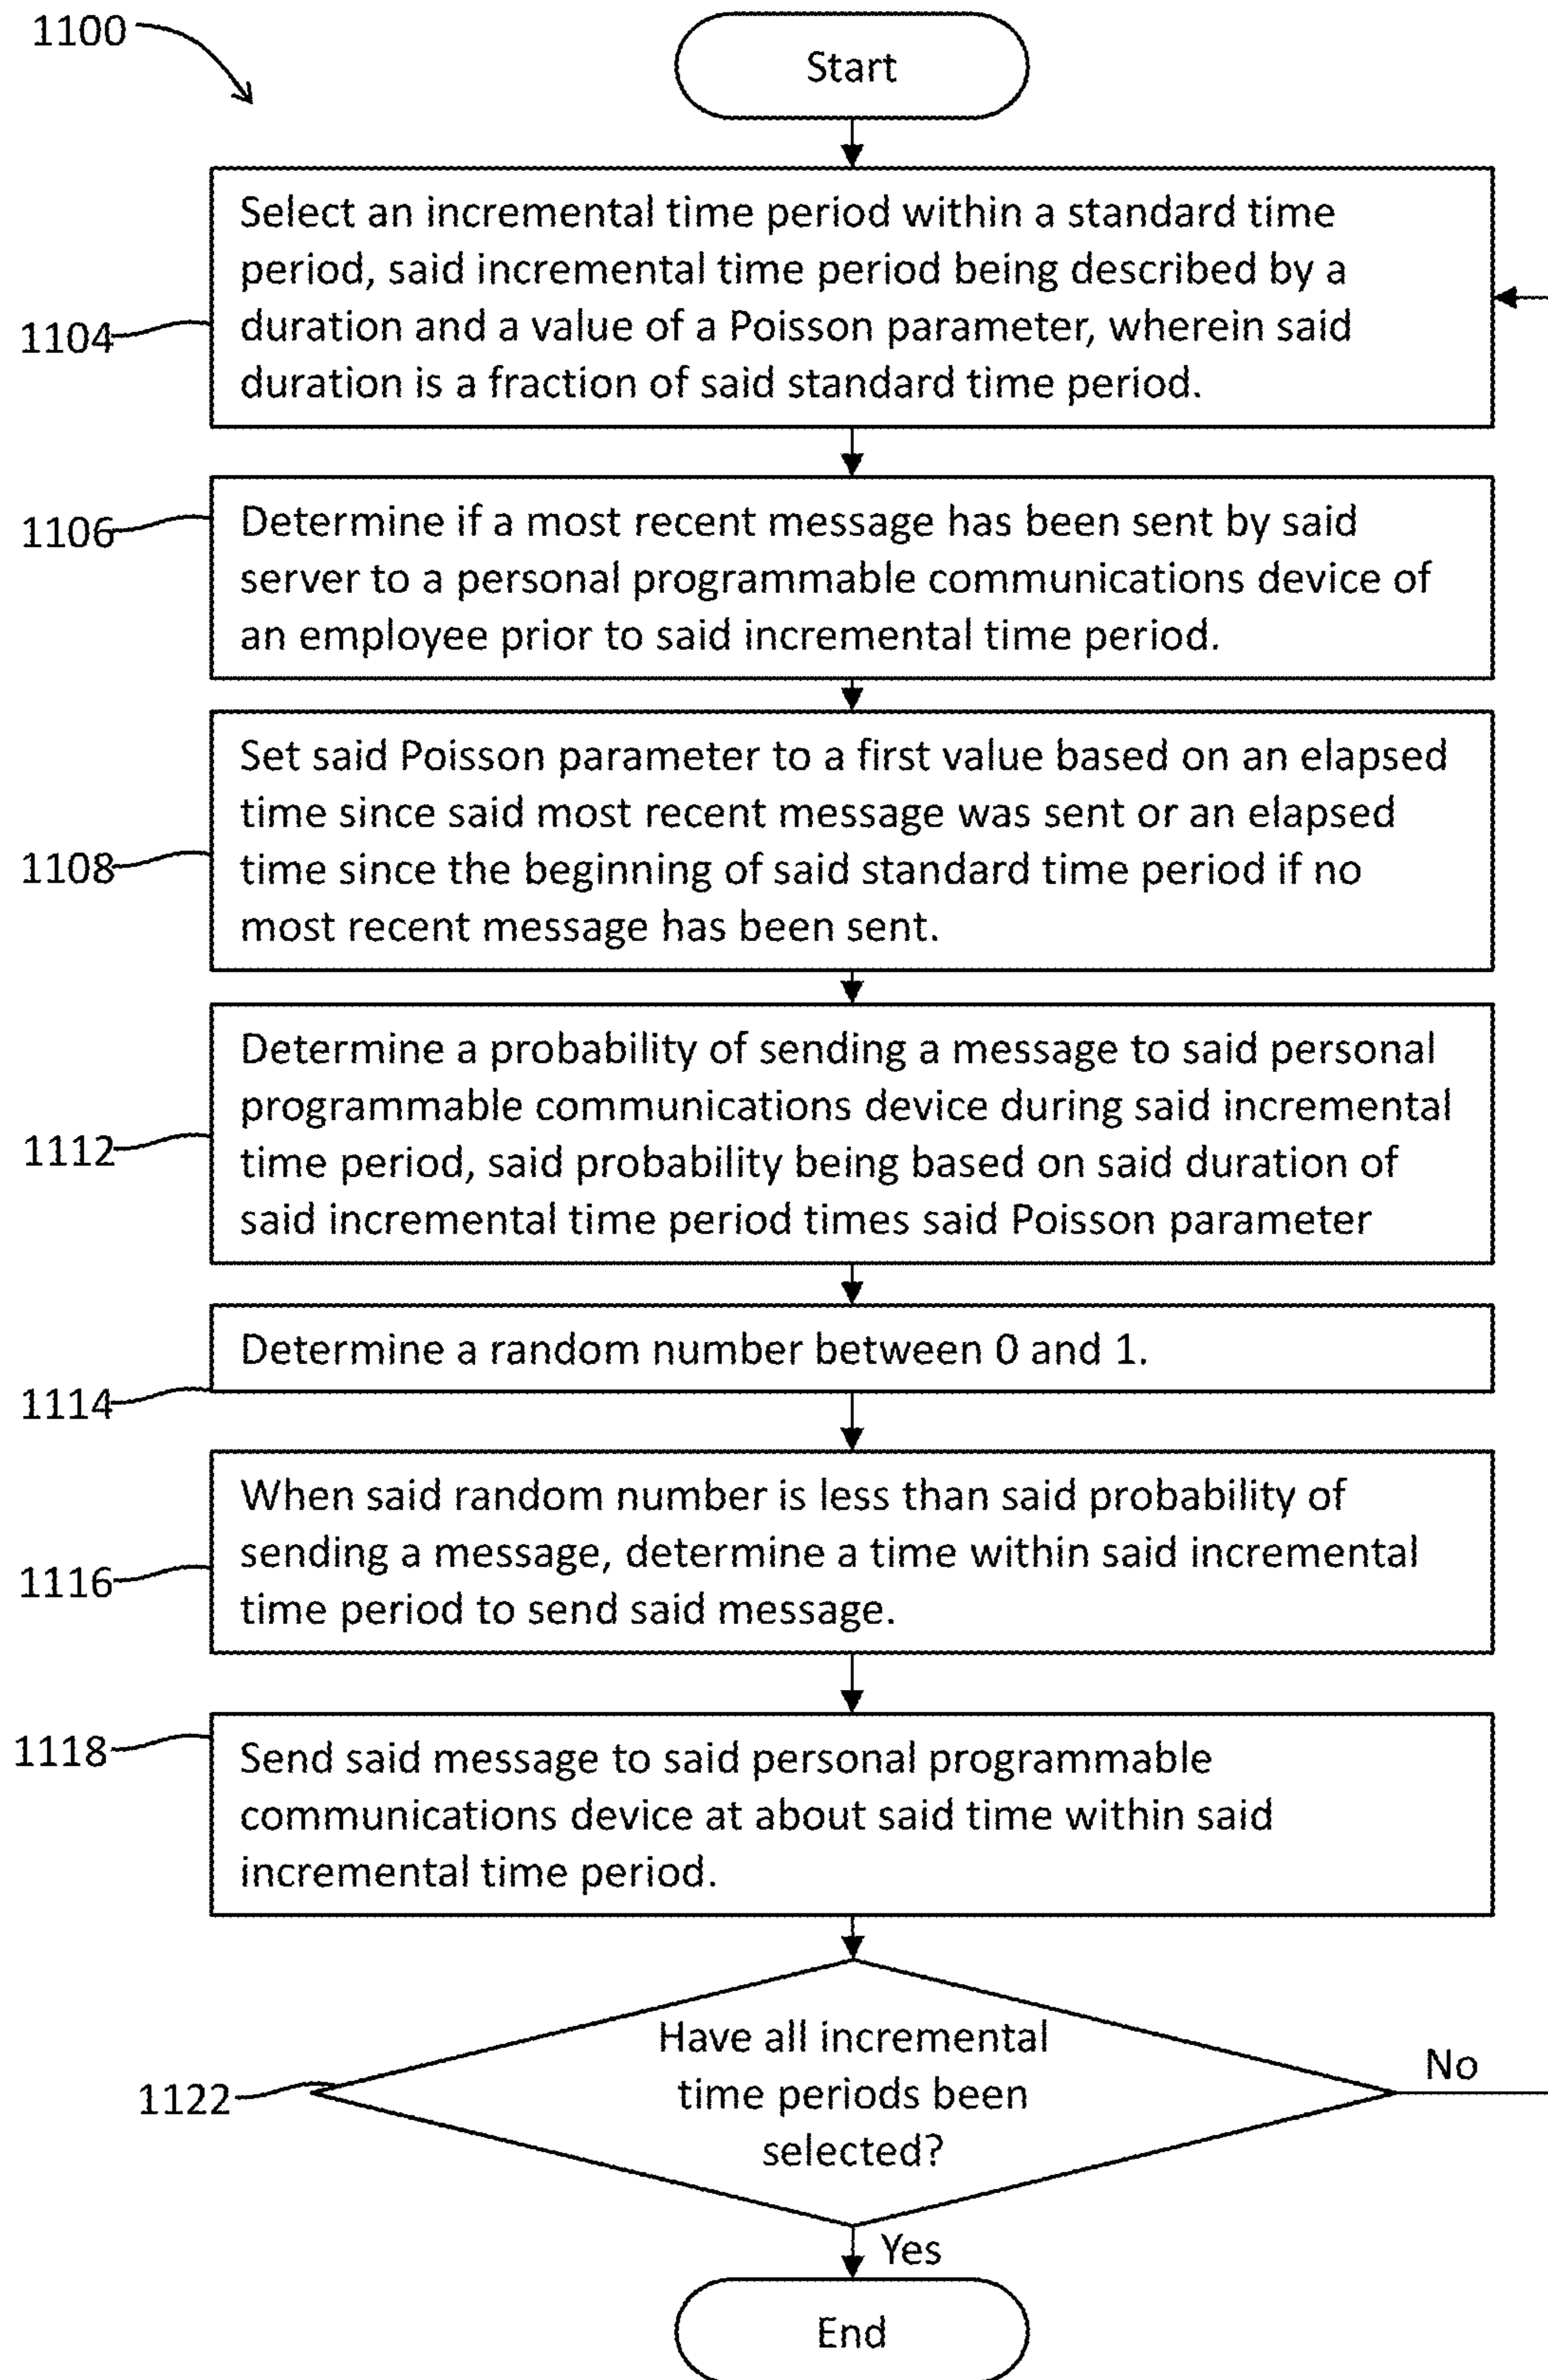 1100
Start
Select an incremental time period within a standard time
period, said incremental time period being described by a
duration and a value of a Poisson parameter, wherein said
duration is a fraction of said standard time period.
1104
Determine if a most recent message has been sent by said
server to a personal programmable communications device of
an employee prior to said incremental time period.
1106
Set said Poisson parameter to a first value based on an elapsed
time since said most recent message was sent or an elapsed
time since the beginning of said standard time period if no
most recent message has been sent.
1108
Determine a probability of sending a message to said personal
programmable communications device during said incremental
time period, said probability being based on said duration of
said incremental time period times said Poisson parameter
1112
Determine a random number between 0 and 1.
1114
When said random number is less than said probability of
sending a message, determine a time within said incremental
time period to send said message.
1116
Send said message to said personal programmable
communications device at about said time within said
incremental time period.
1118
Have all incremental
time periods been
selected?
1122
No
Yes
End